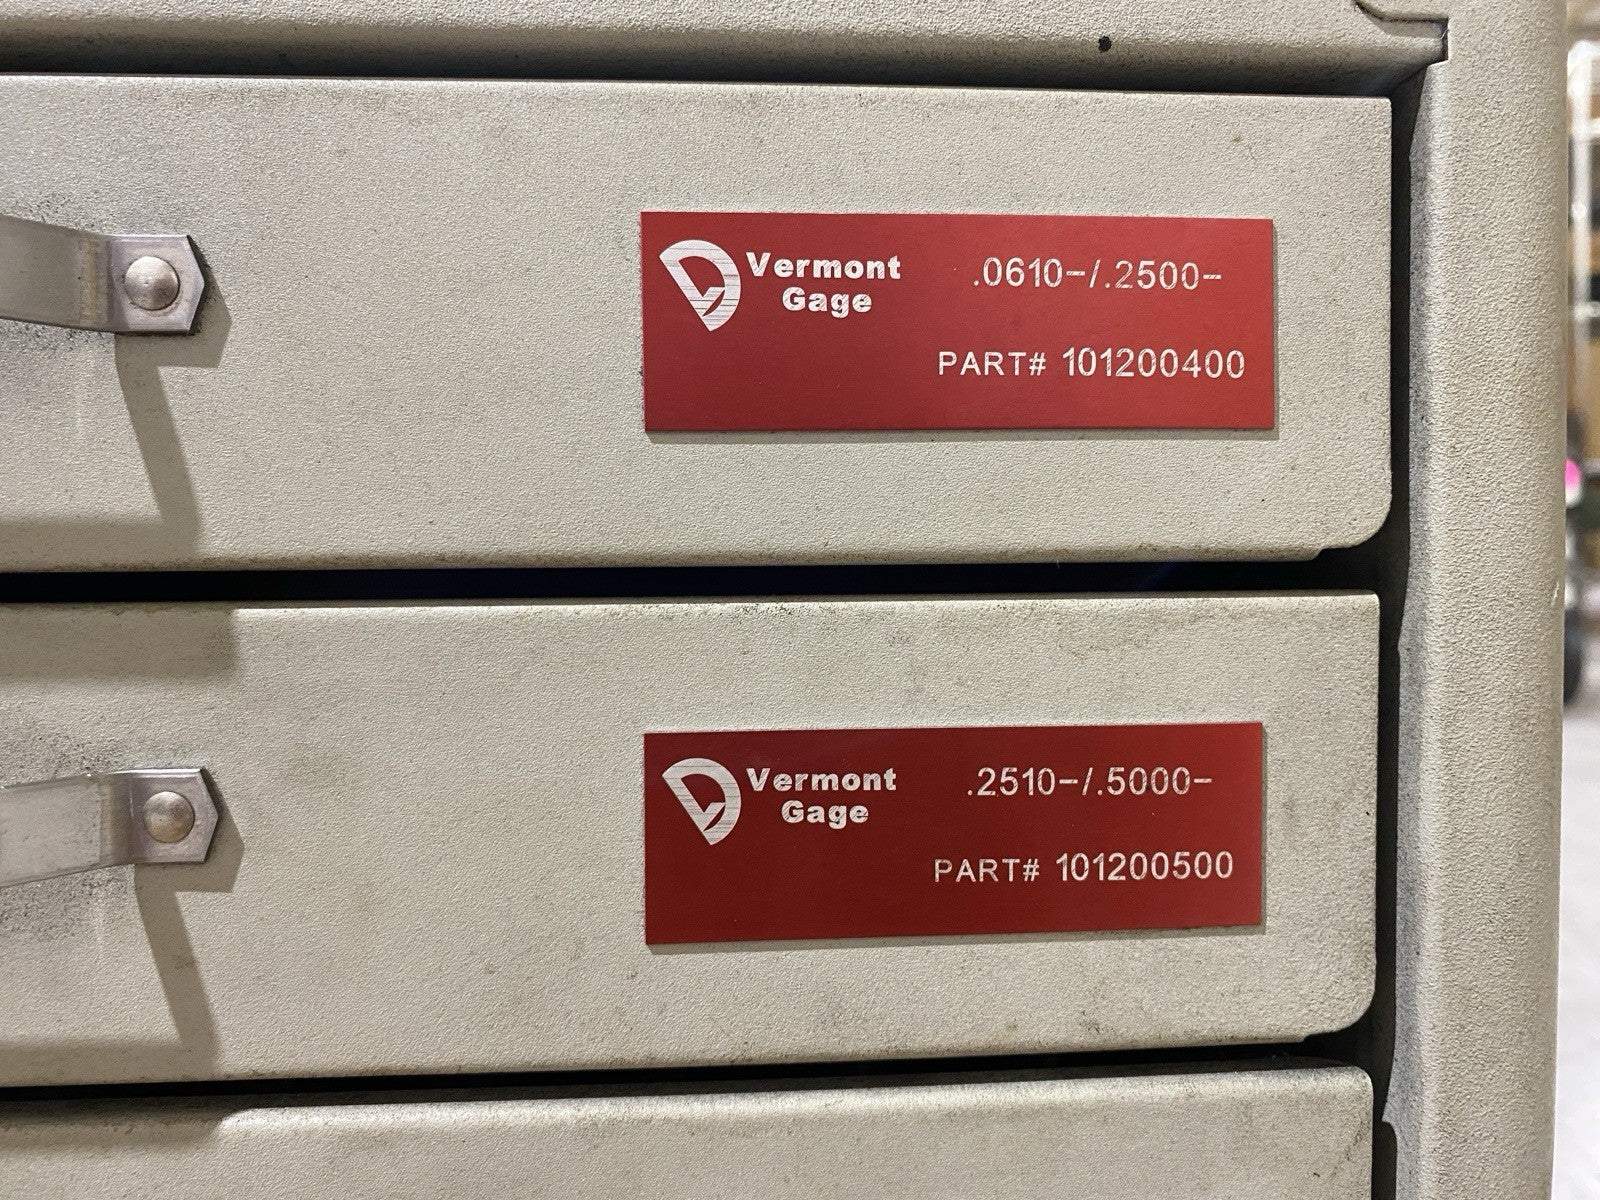 Vermont
Gage
.0610-/.2500-
PART# 101200400
Vermont
Gage
.2510-/.5000-
PART# 101200500